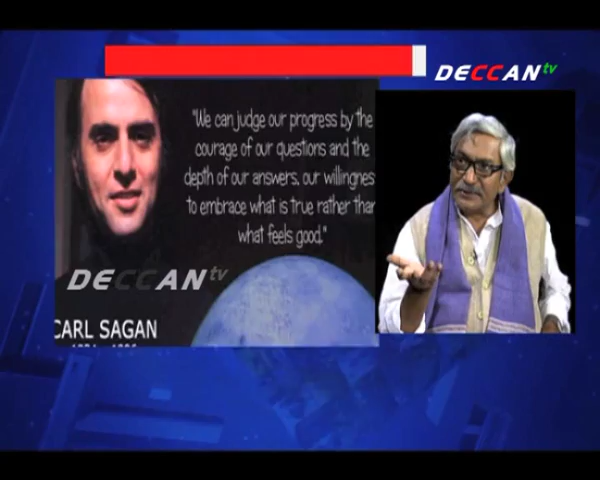 DECCAN tv
"We can judge our progress by the
courage of our questions and the
depth of our answers, our willingnes
to embrace what is true rather than
what feels good."
DECCAN tv
CARL SAGAN